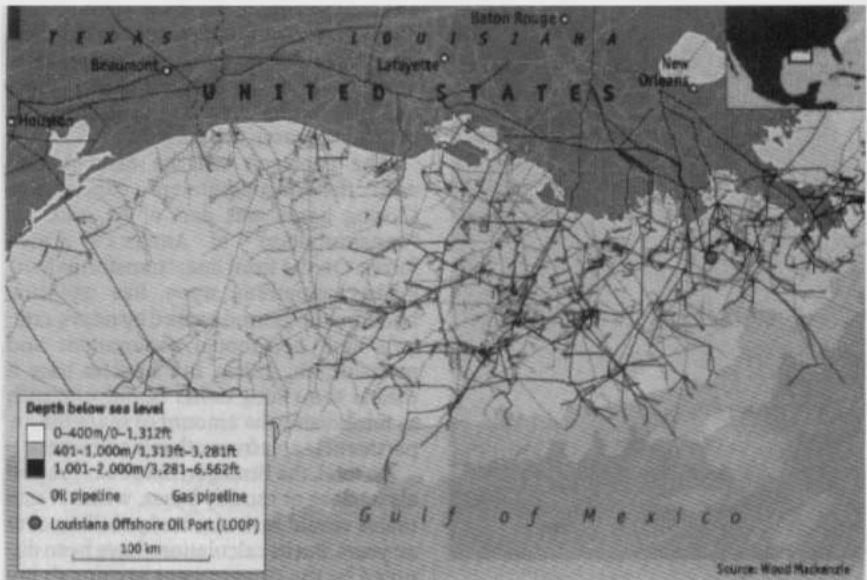 Baton Rouge
TEXAS
LOUISIANA
Beaumont
Lafayette
New
Orleans
UNITED STATES
Houston
Depth below sea level
0–400m/0–1,312ft
401–1,000m/1,313ft–3,281ft
1,001–2,000m/3,281–6,562ft
Oil pipeline
Gas pipeline
Louisiana Offshore Oil Port (LOOP)
100 km
Gulf of Mexico
Source: Wood Mackenzie